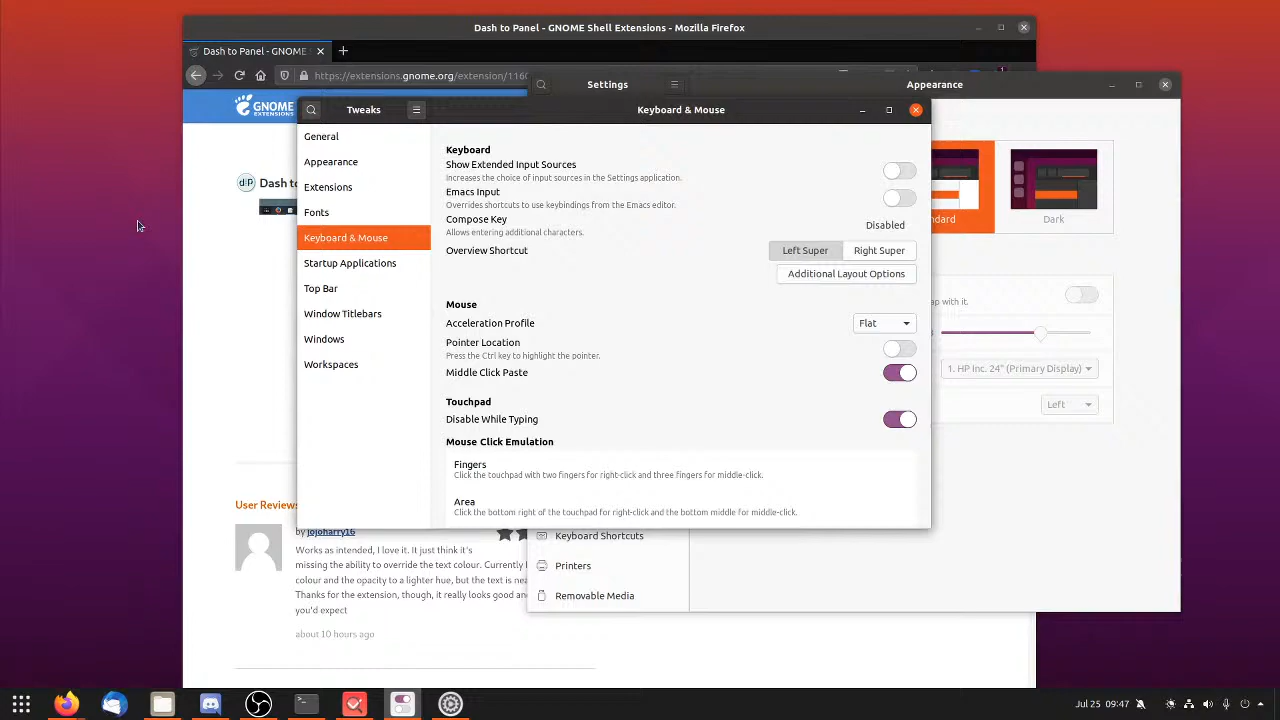 Dash to Panel - GNOME Shell Extensions - Mozilla Firefox
Dash to Panel - GNOME S
https://extensions.gnome.org/extension/1160
Settings
Appearance
GNOME
EXTENSIONS
Tweaks
Keyboard & Mouse
General
Appearance
Extensions
Fonts
Keyboard & Mouse
Startup Applications
Top Bar
Window Titlebars
Windows
Workspaces
Keyboard
Show Extended Input Sources
Increases the choice of input sources in the Settings application.
Emacs Input
Overrides shortcuts to use keybindings from the Emacs editor.
Compose Key
Allows entering additional characters.
Disabled
Overview Shortcut
Left Super
Right Super
Additional Layout Options
Mouse
Acceleration Profile
Flat
Pointer Location
Press the Ctrl key to highlight the pointer.
Middle Click Paste
Touchpad
Disable While Typing
Mouse Click Emulation
Fingers
Click the touchpad with two fingers for right-click and three fingers for middle-click.
Area
Click the bottom right of the touchpad for right-click and the bottom middle for middle-click.
d|P
Dash to
ndard
Dark
ap with it.
1. HP Inc. 24" (Primary Display)
Left
Keyboard Shortcuts
Printers
Removable Media
User Reviews
by jojoharry16
Works as intended, I love it. It just think it's
missing the ability to override the text colour. Currently
colour and the opacity to a lighter hue, but the text is nea
Thanks for the extension, though, it really looks good and
you'd expect
about 10 hours ago
Jul 25 09:47